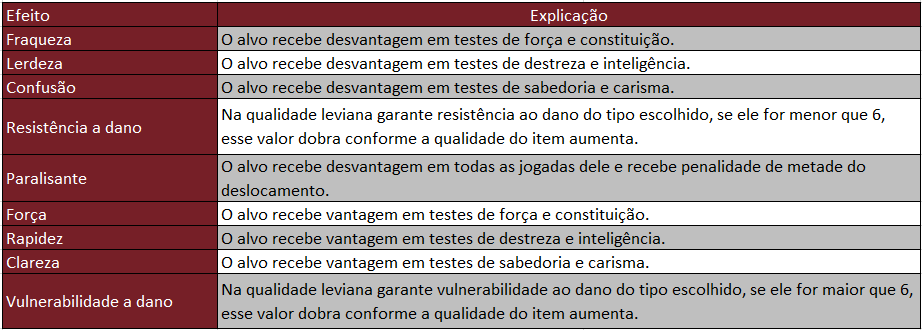 Efeito Explicação
Fraqueza O alvo recebe desvantagem em testes de força e constituição.
Lerdeza O alvo recebe desvantagem em testes de destreza e inteligência.
Confusão O alvo recebe desvantagem em testes de sabedoria e carisma.
Resistência a dano Na qualidade leviana garante resistência ao dano do tipo escolhido, se ele for menor que 6,
esse valor dobra conforme a qualidade do item aumenta.
Paralisante O alvo recebe desvantagem em todas as jogadas dele e recebe penalidade de metade do
deslocamento.
Força O alvo recebe vantagem em testes de força e constituição.
Rapidez O alvo recebe vantagem em testes de destreza e inteligência.
Clareza O alvo recebe vantagem em testes de sabedoria e carisma.
Vulnerabilidade a dano Na qualidade leviana garante vulnerabilidade ao dano do tipo escolhido, se ele for maior que 6,
esse valor dobra conforme a qualidade do item aumenta.